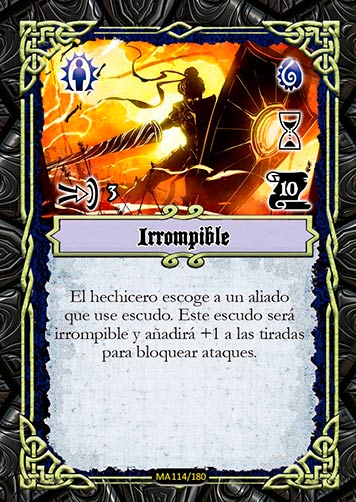 3
10
Irrompible
El hechicero escoge a un aliado
que use escudo. Este escudo será
irrompible y añadirá +1 a las tiradas
para bloquear ataques.
MA114/180